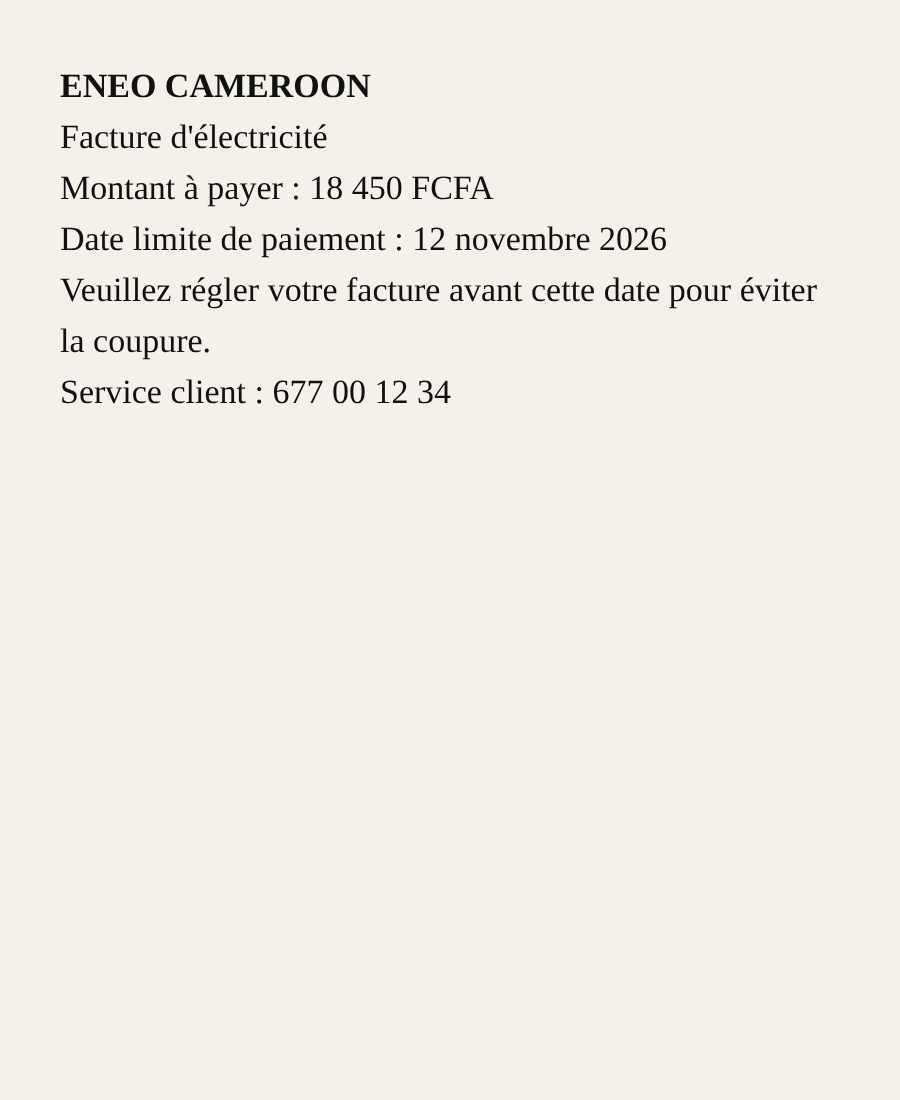 ENEO CAMEROON
Facture d'électricité
Montant à payer : 18 450 FCFA
Date limite de paiement : 12 novembre 2026
Veuillez régler votre facture avant cette date pour éviter
la coupure.
Service client : 677 00 12 34